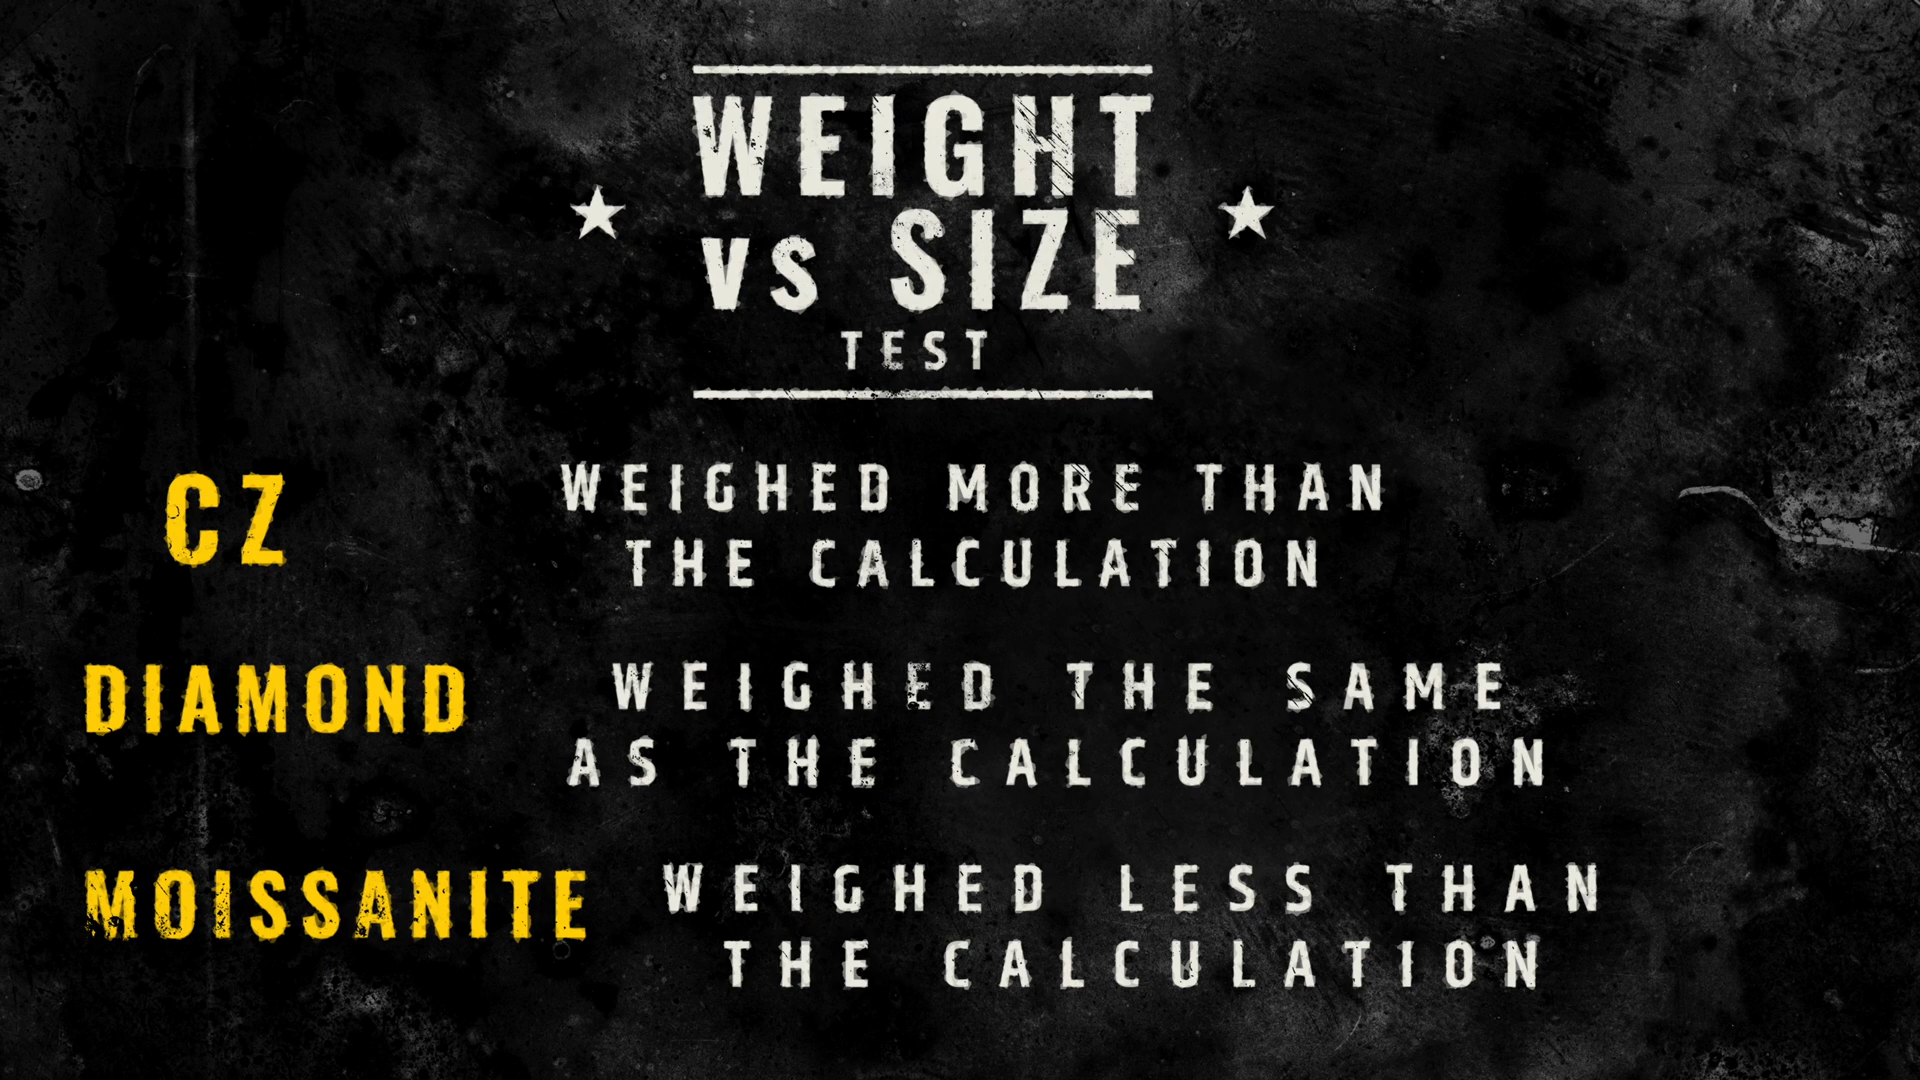 WEIGHT
vs SIZE
TEST
CZ
WEIGHED MORE THAN
THE CALCULATION
DIAMOND
WEIGHED THE SAME
AS THE CALCULATION
MOISSANITE
WEIGHED LESS THAN
THE CALCULATION